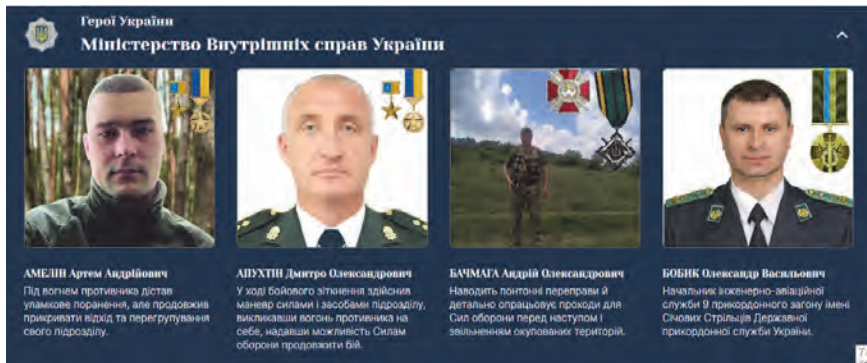 Герої України
Міністерство Внутрішніх справ України
АМЕЛІН Артем Андрійович
Під вогнем противника дістав
уламкове поранення, але продовжив
прикривати відхід та перегрупування
свого підрозділу.
АПУХТІН Дмитро Олександрович
У ході бойового зіткнення здійснив
маневр силами і засобами підрозділу,
викликавши вогонь противника на
себе, надавши можливість Силам
оборони продовжити бій.
БАЧМАГА Андрій Олександрович
Наводить понтонні переправи й
детально опрацьовує проходи для
Сил оборони перед наступом і
звільненням окупованих територій.
БОБИК Олександр Васильович
Начальник інженерно-авіаційної
служби 9 прикордонного загону імені
Січових Стрільців Державної
прикордонної служби України.